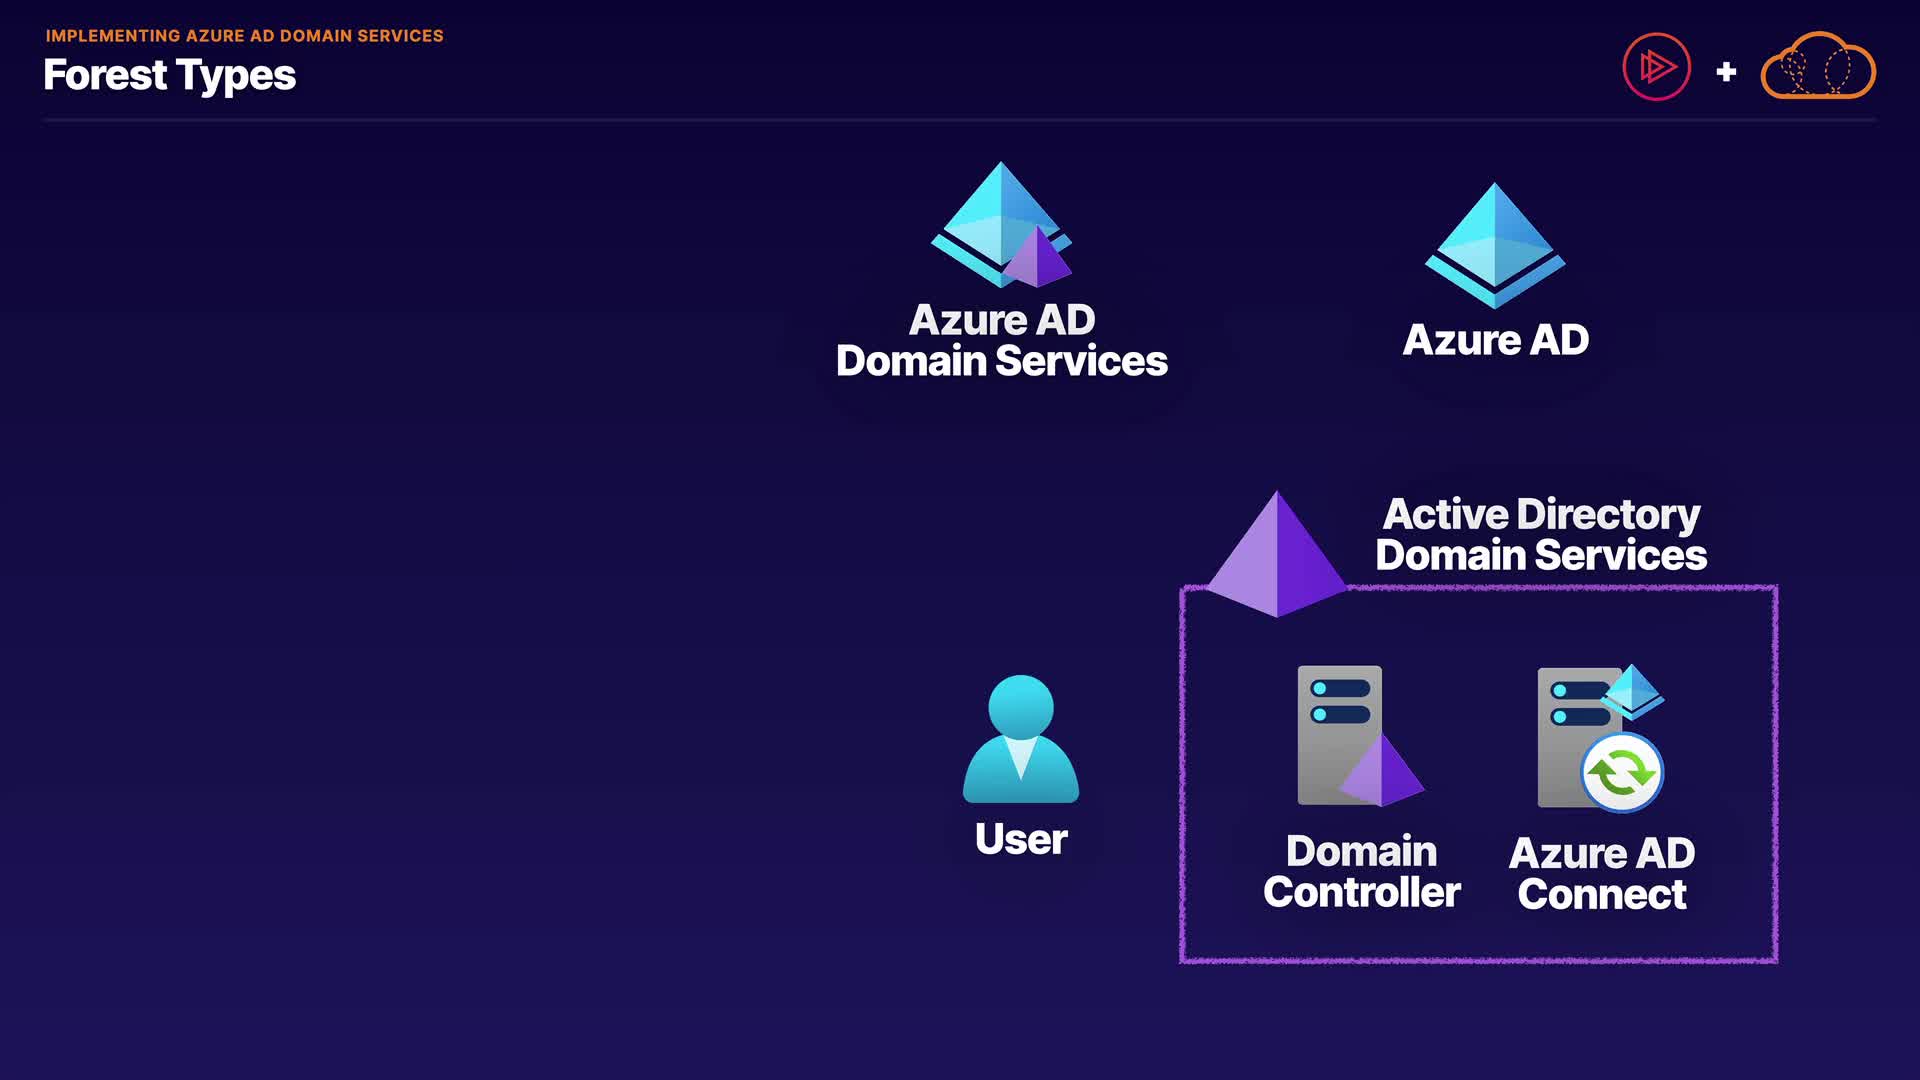 IMPLEMENTING AZURE AD DOMAIN SERVICES
Forest Types
Azure AD
Domain Services
Azure AD
Active Directory
Domain Services
User
Domain
Controller
Azure AD
Connect